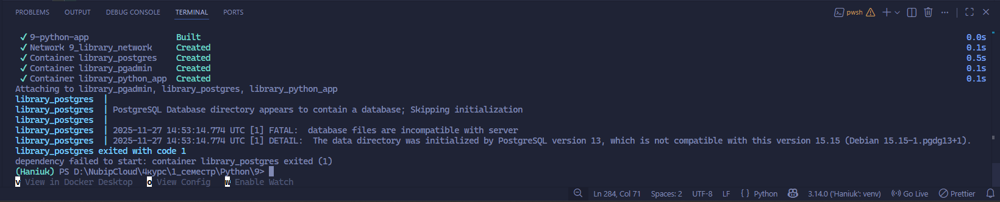 PROBLEMS OUTPUT DEBUG CONSOLE TERMINAL PORTS pwsh
✓ 9-python-app Built 0.0s
✓ Network 9_library_network Created 0.1s
✓ Container library_postgres Created 0.5s
✓ Container library_pgadmin Created 0.1s
✓ Container library_python_app Created 0.1s
Attaching to library_pgadmin, library_postgres, library_python_app
library_postgres |
library_postgres | PostgreSQL Database directory appears to contain a database; Skipping initialization
library_postgres |
library_postgres | 2025-11-27 14:53:14.774 UTC [1] FATAL:  database files are incompatible with server
library_postgres | 2025-11-27 14:53:14.774 UTC [1] DETAIL:  The data directory was initialized by PostgreSQL version 13, which is not compatible with this version 15.15 (Debian 15.15-1.pgdg13+1).
library_postgres exited with code 1
dependency failed to start: container library_postgres exited (1)
(Haniuk) PS D:\NubipCloud\4курс\1_семестр\Python\9>
v View in Docker Desktop o View Config w Enable Watch
Ln 284, Col 71 Spaces: 2 UTF-8 LF { } Python 3.14.0 ('Haniuk': venv) Go Live Prettier